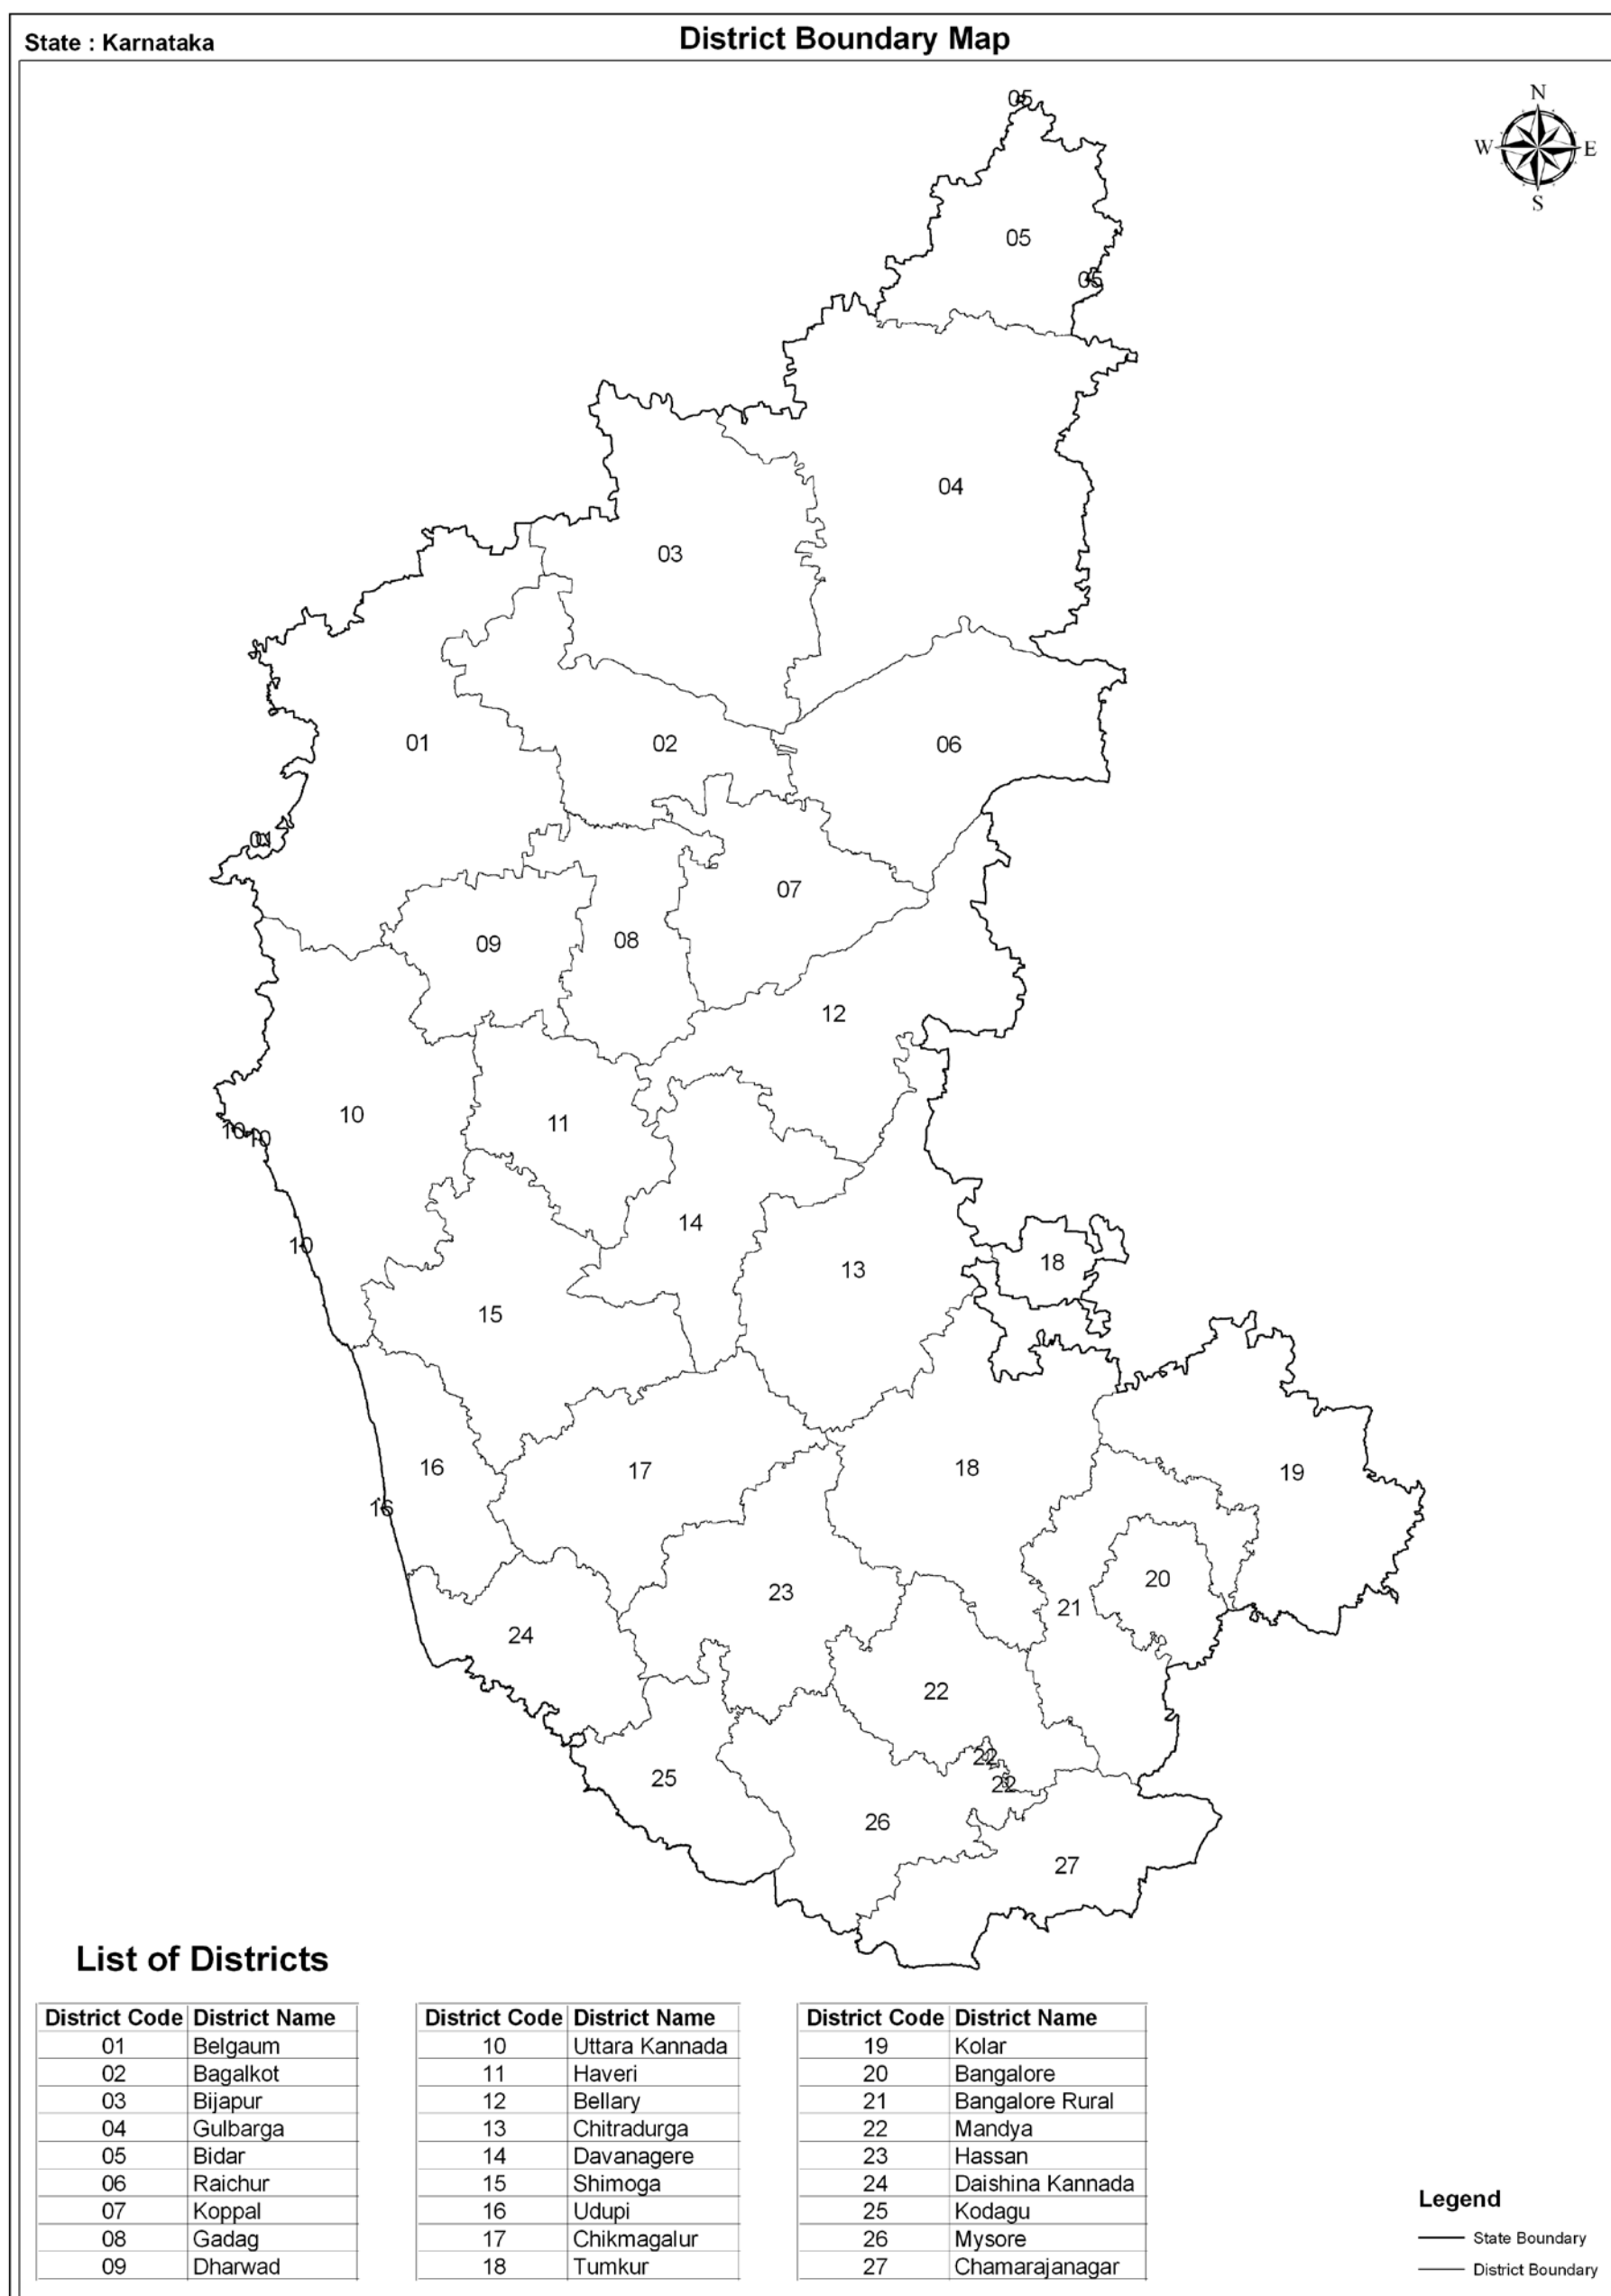 State : Karnataka
District Boundary Map
N
W E
S
05
05
05
04
03
01
02
06
01
07
09
08
12
10
11
10 10
14
10
18
13
15
16
17
18
19
16
20
23
21
24
22
22
25
22
26
27
List of Districts
District Code District Name
01 Belgaum
02 Bagalkot
03 Bijapur
04 Gulbarga
05 Bidar
06 Raichur
07 Koppal
08 Gadag
09 Dharwad
District Code District Name
10 Uttara Kannada
11 Haveri
12 Bellary
13 Chitradurga
14 Davanagere
15 Shimoga
16 Udupi
17 Chikmagalur
18 Tumkur
District Code District Name
19 Kolar
20 Bangalore
21 Bangalore Rural
22 Mandya
23 Hassan
24 Daishina Kannada
25 Kodagu
26 Mysore
27 Chamarajanagar
Legend
State Boundary
District Boundary